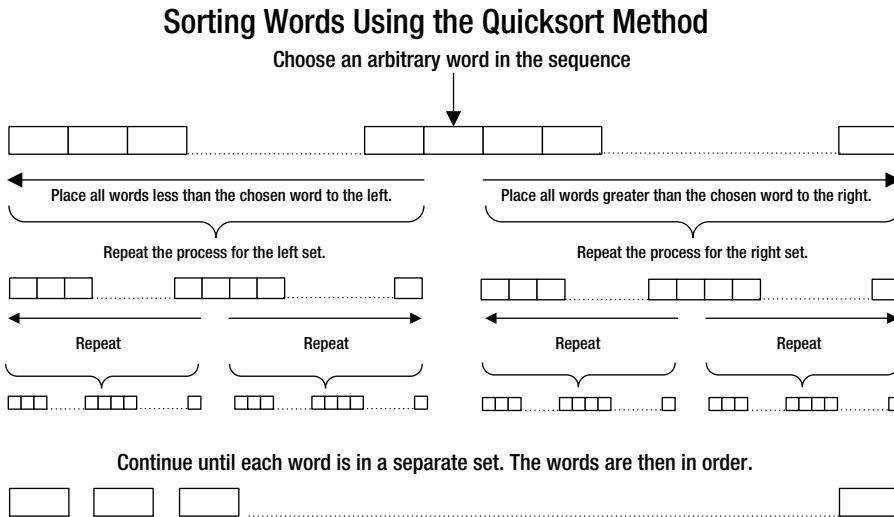 Sorting Words Using the Quicksort Method
Choose an arbitrary word in the sequence
Place all words less than the chosen word to the left.
Place all words greater than the chosen word to the right.
Repeat the process for the left set.
Repeat the process for the right set.
Repeat
Repeat
Repeat
Repeat
Continue until each word is in a separate set. The words are then in order.